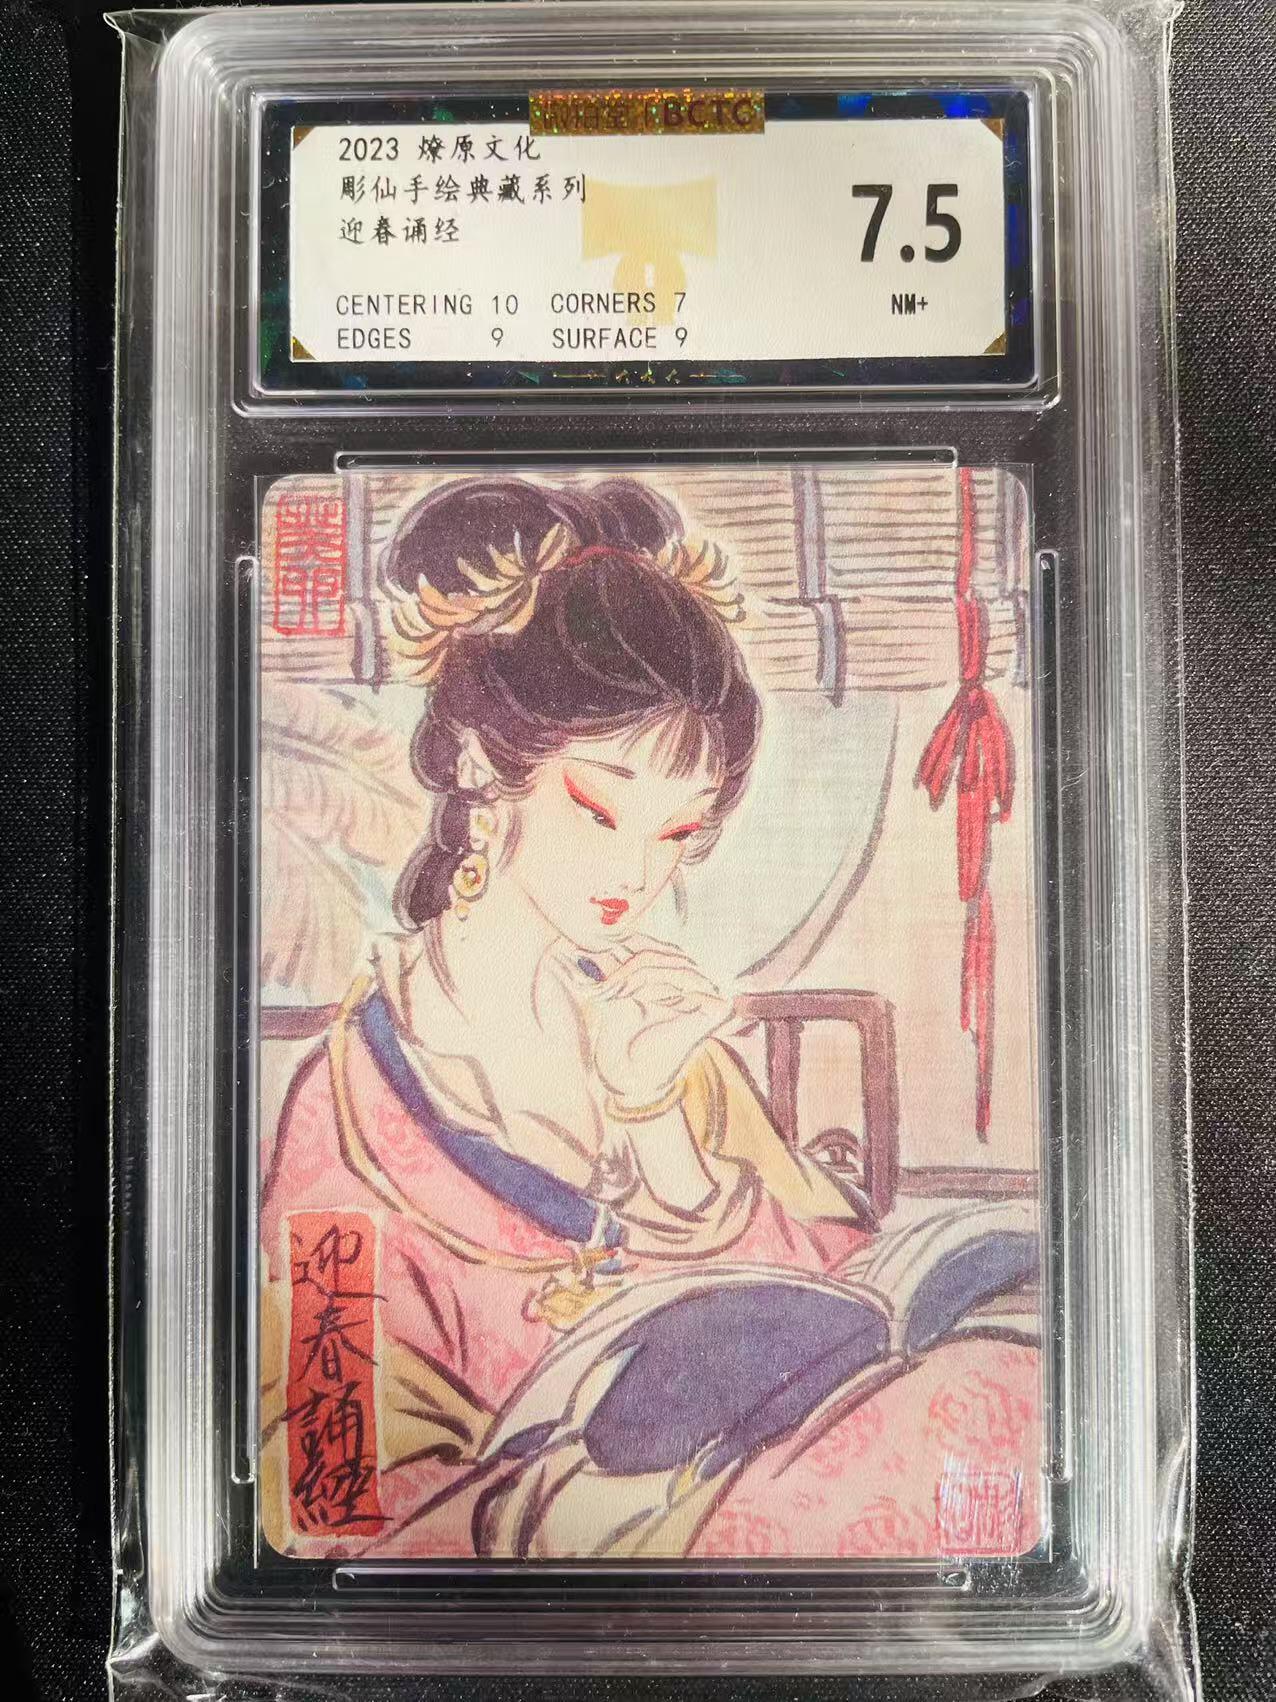 BCTC
2023 燎原文化
彫仙手绘典藏系列
迎春诵经
7.5
NM+
CENTERING 10 CORNERS 7
EDGES 9 SURFACE 9
迎春誦經